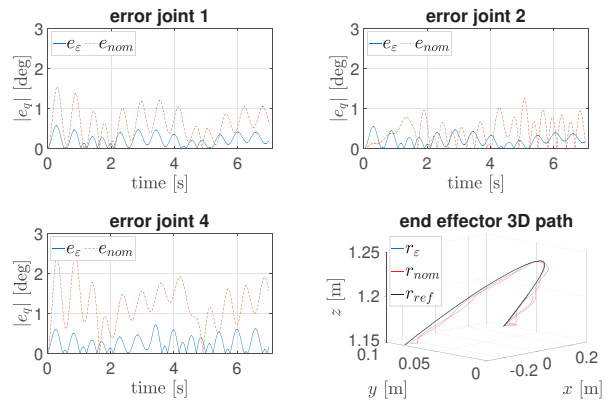 error joint 1
e_ε e_nom
|e_q| [deg]
3
2
1
0
0 2 4 6
time [s]
error joint 2
e_ε e_nom
|e_q| [deg]
3
2
1
0
0 2 4 6
time [s]
error joint 4
e_ε e_nom
|e_q| [deg]
3
2
1
0
0 2 4 6
time [s]
end effector 3D path
r_ε
r_nom
r_ref
z [m]
1.25
1.24
1.22
1.15
0.1
0.05
0
y [m]
-0.2
0
0.2
x [m]